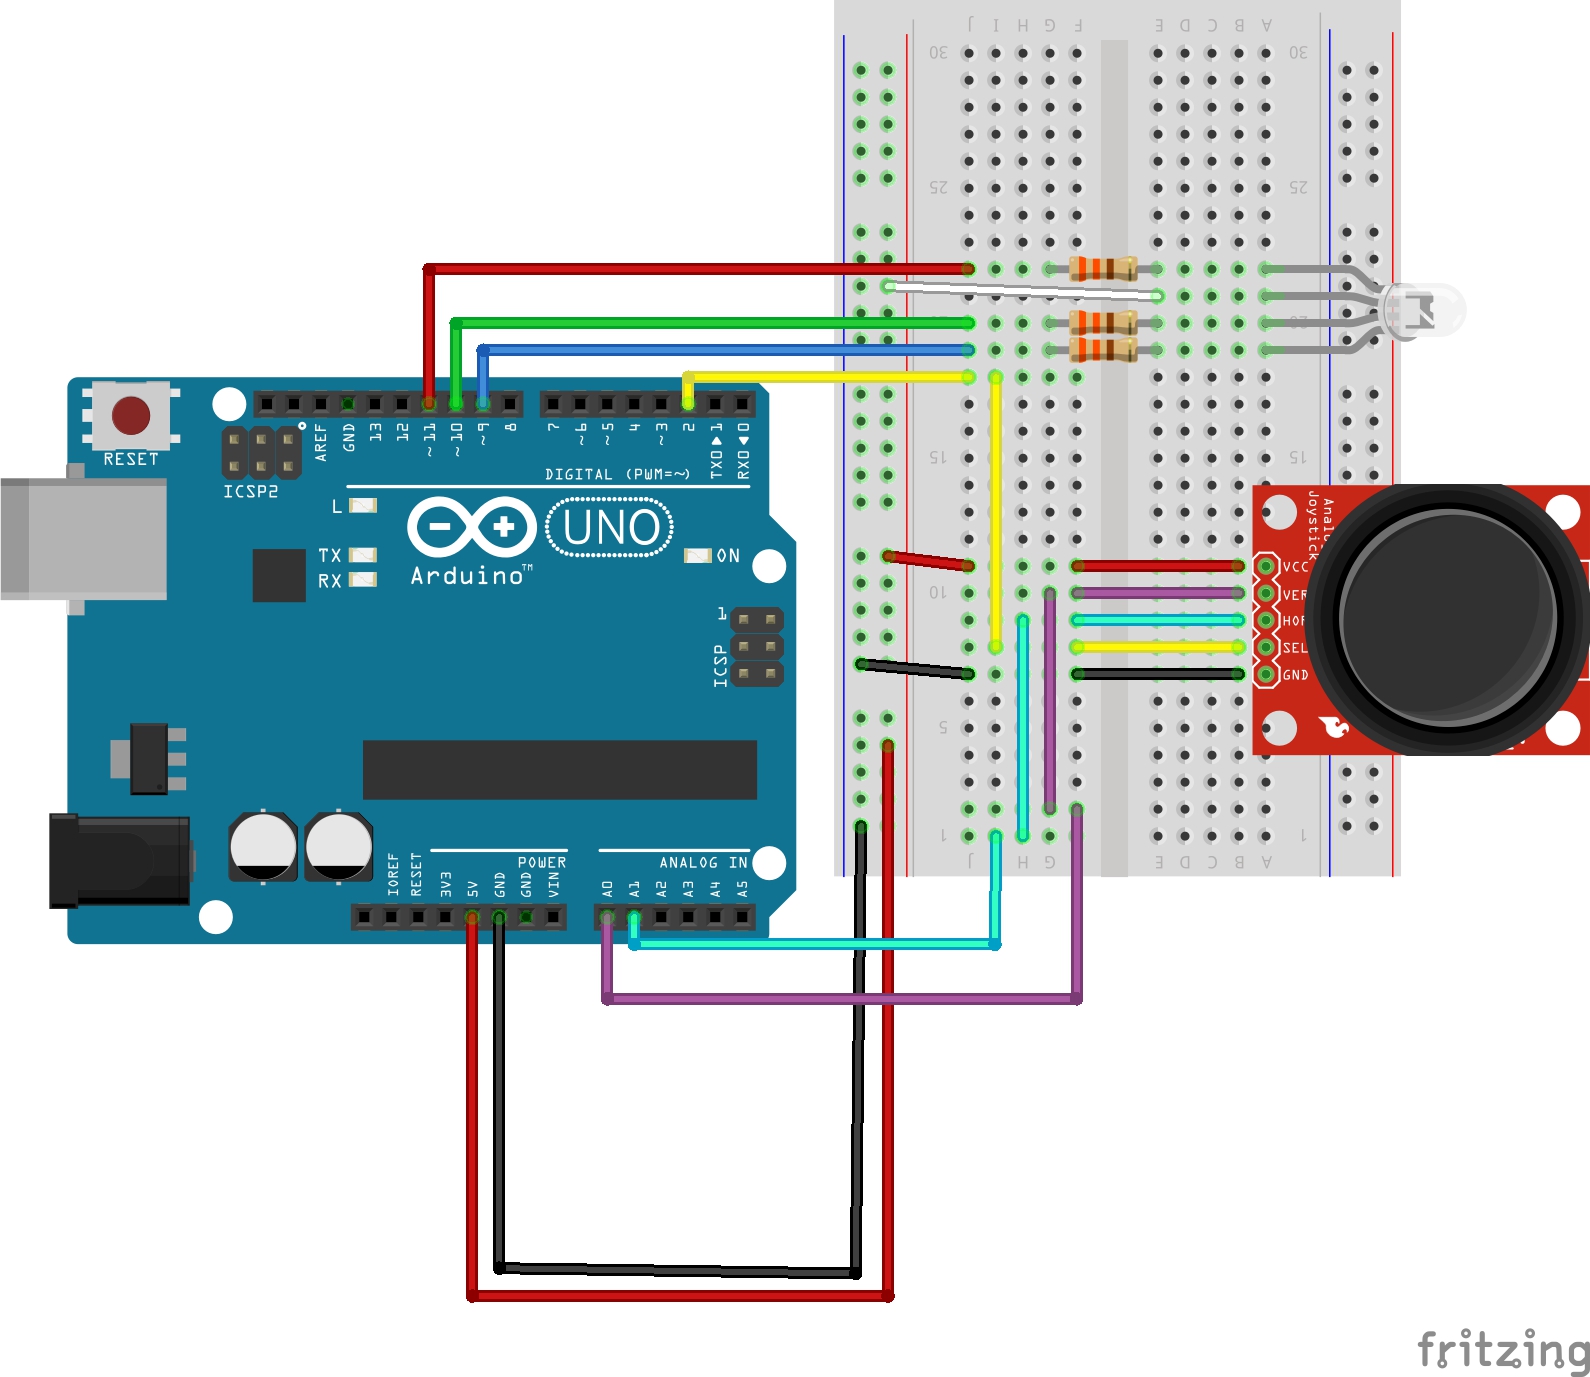 J I H G F E D C B A
30 30
25 25
20
15 15
10
5
1 1
J I H G F E D C B A
RESET
ICSP2
AREF
GND
13
12
~11
~10
~9
8
7
~6
~5
4
~3
2
TX0▶1
RX0◀0
DIGITAL (PWM=~)
L
TX
RX
UNO
ON
Arduino™
1
ICSP
Joystick
VCC
VER
HOR
SEL
GND
POWER
ANALOG IN
IOREF
RESET
3V3
5V
GND
GND
VIN
A0
A1
A2
A3
A4
A5
fritzing